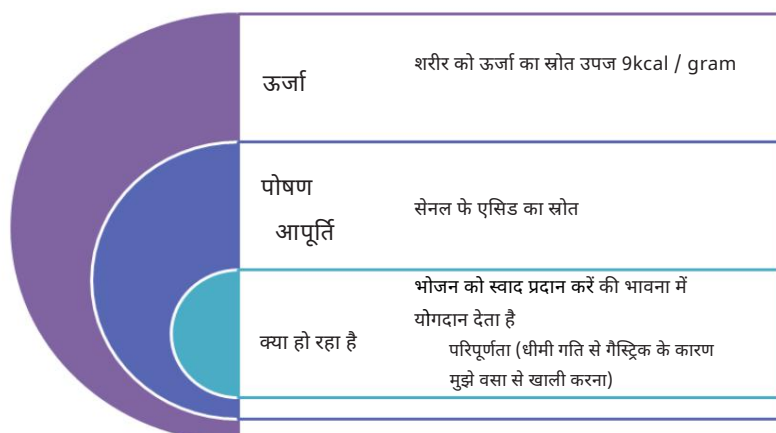 ऊर्जा
शरीर को ऊर्जा का स्रोत उपज 9kcal / gram
पोषण
आपूर्ति
सेनल फे एसिड का स्रोत
क्या हो रहा है
भोजन को स्वाद प्रदान करें की भावना में
योगदान देता है
परिपूर्णता (धीमी गति से गैस्ट्रिक के कारण
मुझे वसा से खाली करना)